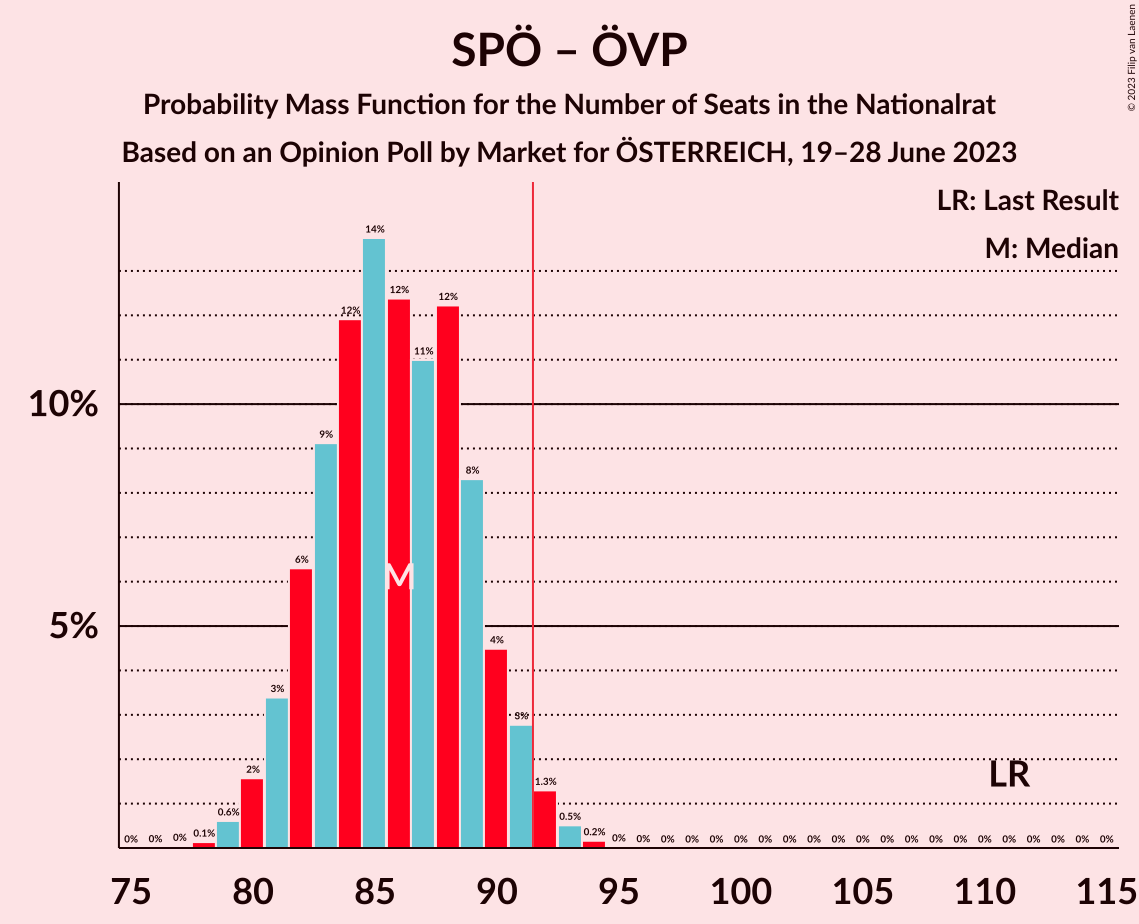 SPÖ – ÖVP
Probability Mass Function for the Number of Seats in the Nationalrat
Based on an Opinion Poll by Market for ÖSTERREICH, 19–28 June 2023
© 2023 Filip van Laenen
LR: Last Result
M: Median
10%
5%
0% 0% 0% 0.1% 0.6% 2% 3% 6% 9% 12% 14% 12% 11% 12% 8% 4% 3% 1.3% 0.5% 0.2% 0% 0% 0% 0% 0% 0% 0% 0% 0% 0% 0% 0% 0% 0% 0% 0% 0% 0% 0% 0% 0%
M
LR
75 80 85 90 95 100 105 110 115